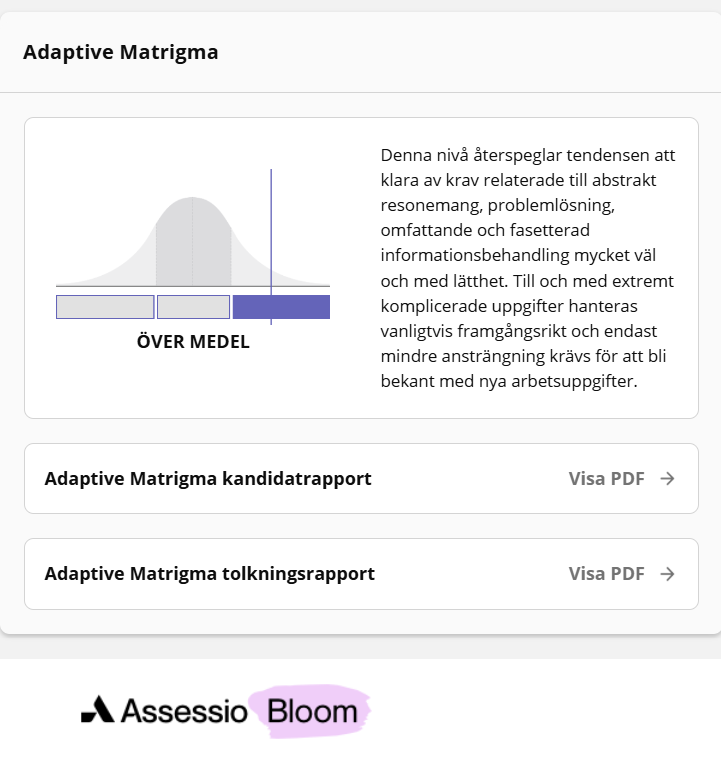 Adaptive Matrigma
Denna nivå återspeglar tendensen att
klara av krav relaterade till abstrakt
resonemang, problemlösning,
omfattande och fasetterad
informationsbehandling mycket väl
och med lätthet. Till och med extremt
komplicerade uppgifter hanteras
vanligtvis framgångsrikt och endast
mindre ansträngning krävs för att bli
bekant med nya arbetsuppgifter.
ÖVER MEDEL
Adaptive Matrigma kandidatrapport Visa PDF →
Adaptive Matrigma tolkningsrapport Visa PDF →
Assessio Bloom